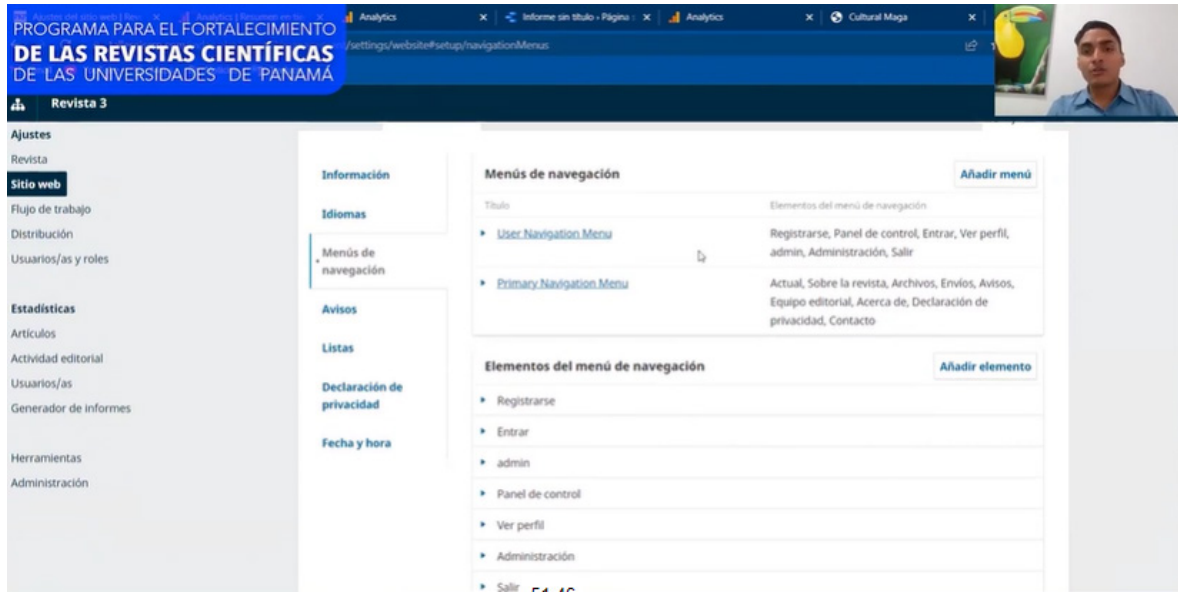 Analytics
Informe sin título › Página
Analytics
Cultural Maga
PROGRAMA PARA EL FORTALECIMIENTO
DE LAS REVISTAS CIENTÍFICAS
DE LAS UNIVERSIDADES DE PANAMÁ
/settings/website#setup/navigationMenus
Revista 3
Ajustes
Revista
Sitio web
Flujo de trabajo
Distribución
Usuarios/as y roles
Estadísticas
Artículos
Actividad editorial
Usuarios/as
Generador de informes
Herramientas
Administración
Información
Idiomas
Menús de
navegación
Avisos
Listas
Declaración de
privacidad
Fecha y hora
Menús de navegación
Añadir menú
Título
Elementos del menú de navegación
User Navigation Menu
Registrarse, Panel de control, Entrar, Ver perfil,
admin, Administración, Salir
Primary Navigation Menu
Actual, Sobre la revista, Archivos, Envíos, Avisos,
Equipo editorial, Acerca de, Declaración de
privacidad, Contacto
Elementos del menú de navegación
Añadir elemento
Registrarse
Entrar
admin
Panel de control
Ver perfil
Administración
Salir